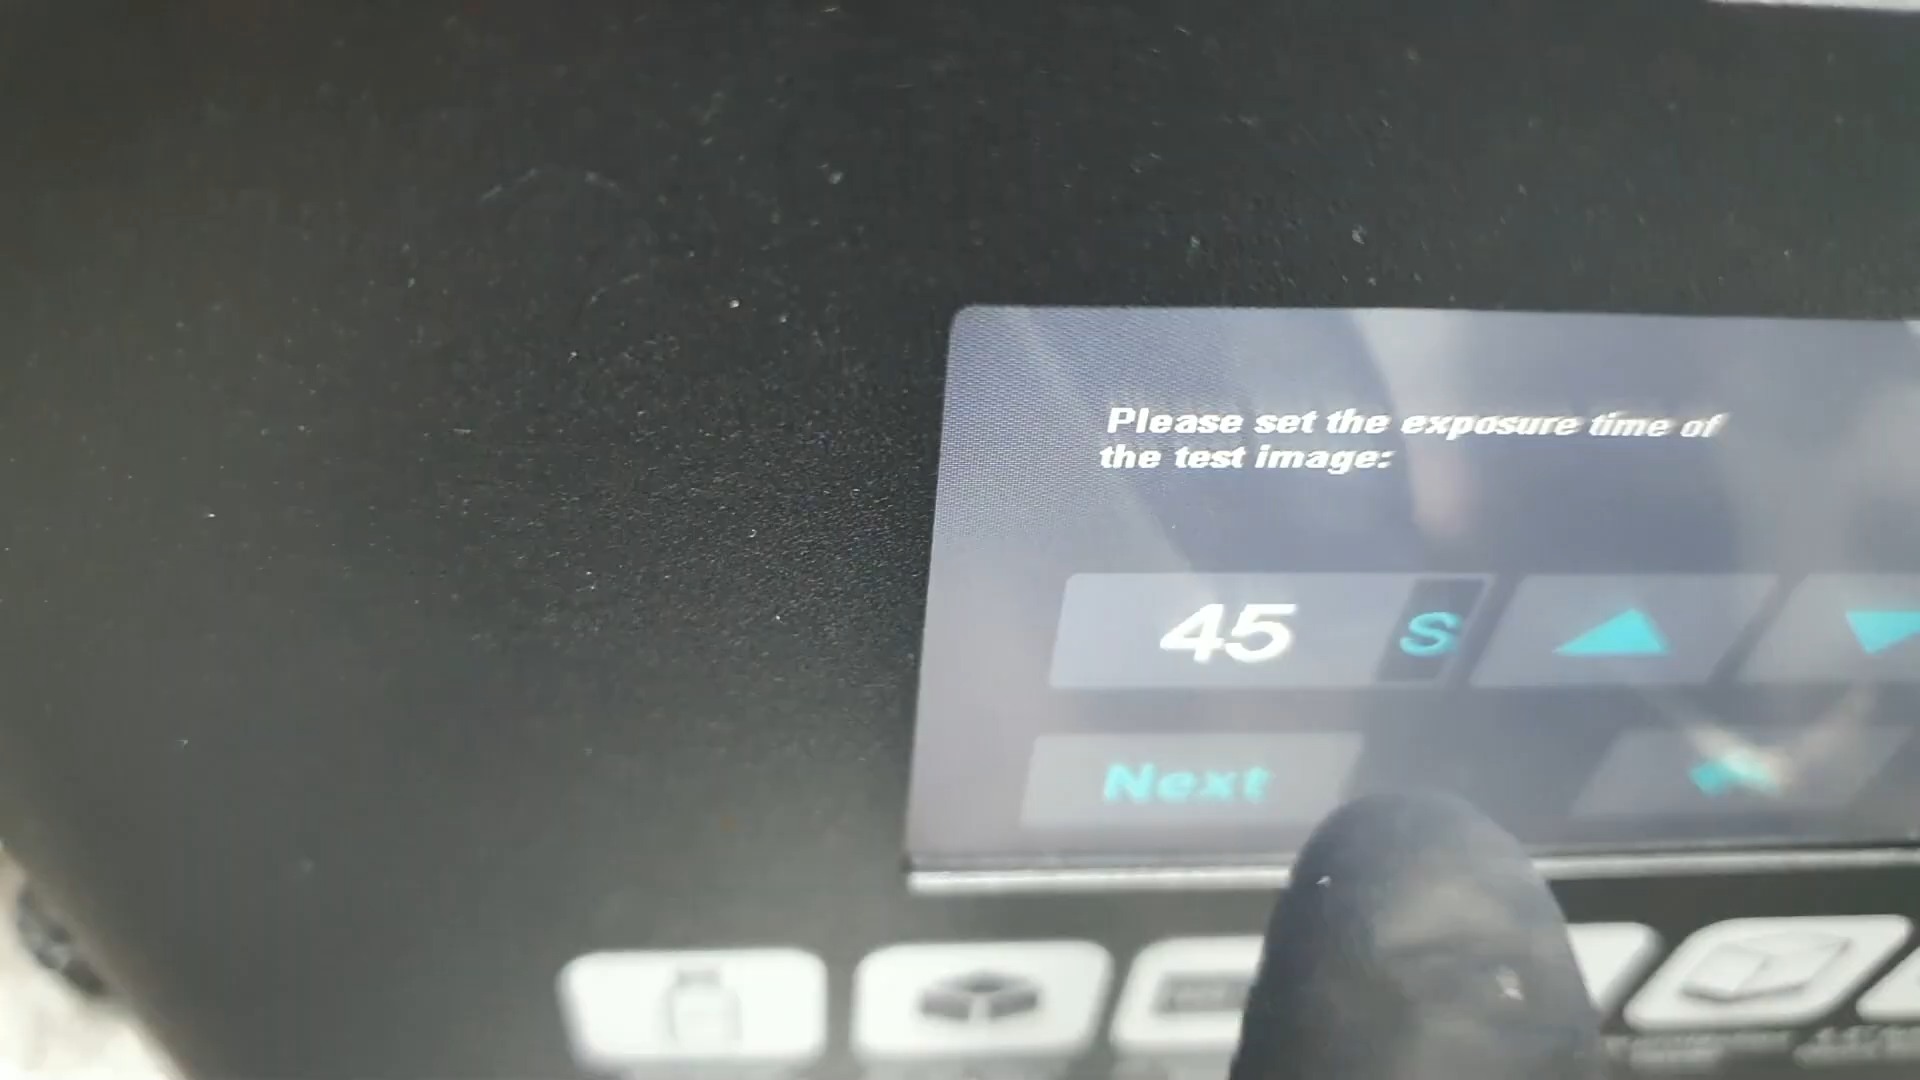 Please set the exposure time of
the test image:
45 S
Next